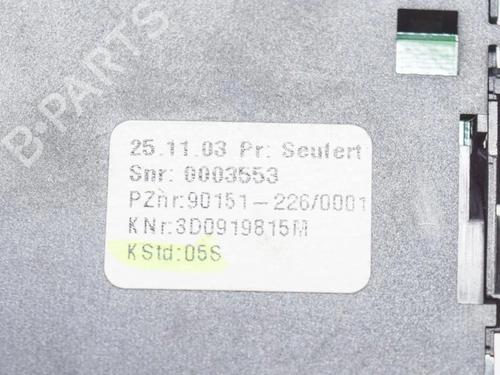 B-PARTS
25.11.03 Pr: Seufert
Snr: 0003553
PZnr:90151-226/0001
KNr:3D0919815M
KStd:05S